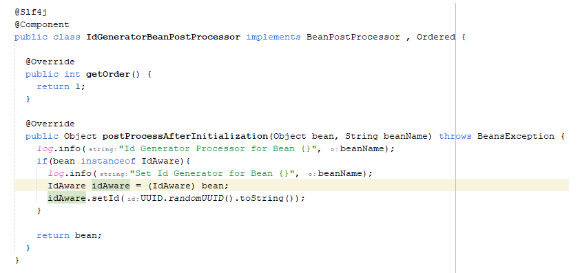 @Slf4j
@Component
public class IdGeneratorBeanPostProcessor implements BeanPostProcessor , Ordered {
@Override
public int getOrder() {
return 1;
}
@Override
public Object postProcessAfterInitialization(Object bean, String beanName) throws BeansException {
log.info( string: "Id Generator Processor for Bean {}", o: beanName);
if(bean instanceof IdAware){
log.info( string: "Set Id Generator for Bean {}", o: beanName);
IdAware idAware = (IdAware) bean;
idAware.setId( id: UUID.randomUUID().toString());
}
return bean;
}
}